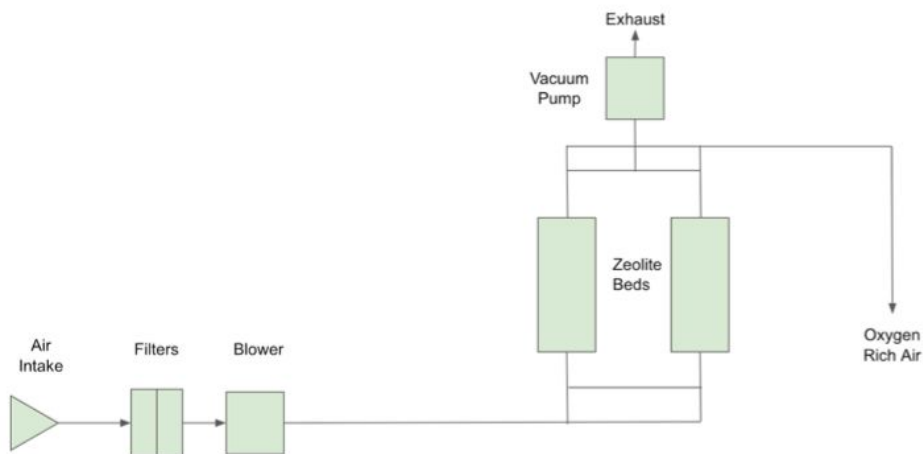 Exhaust
Vacuum
Pump
Zeolite
Beds
Air
Intake
Filters
Blower
Oxygen
Rich Air